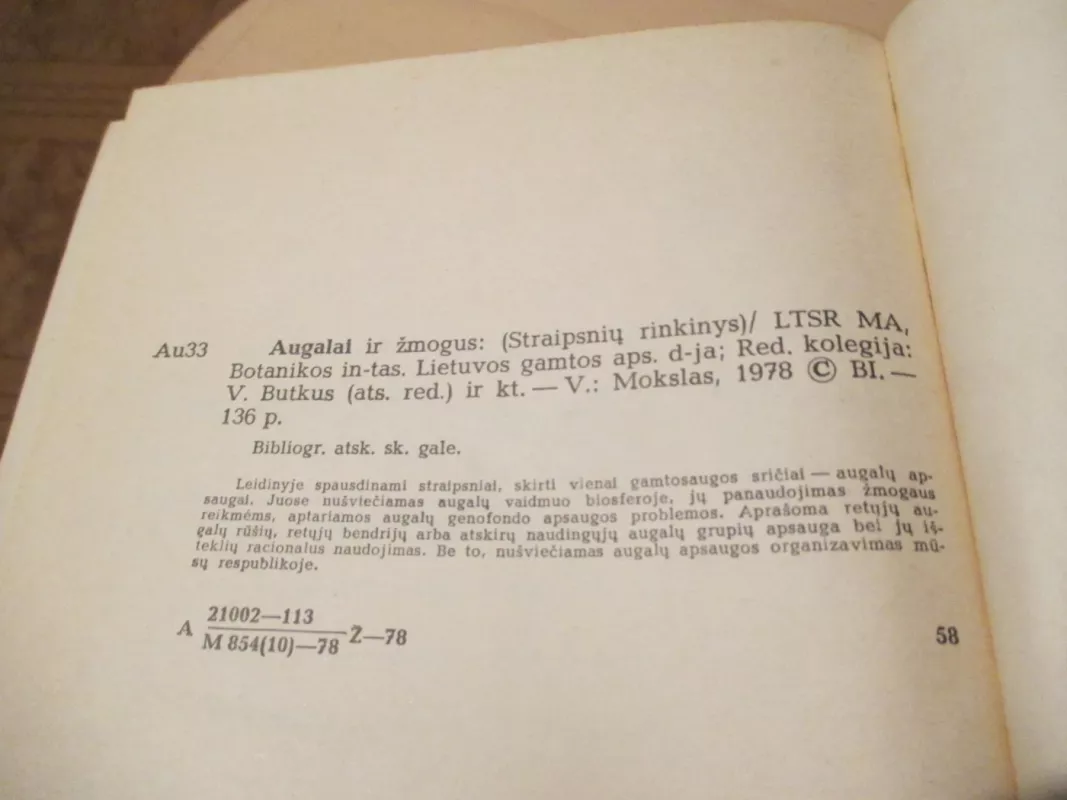 Au33 Augalai ir žmogus: (Straipsnių rinkinys)/ LTSR MA,
Botanikos in-tas. Lietuvos gamtos aps. d-ja; Red. kolegija:
V. Butkus (ats. red.) ir kt. — V.: Mokslas, 1978 © BI. —
136 p.
Bibliogr. atsk. sk. gale.
Leidinyje spausdinami straipsniai, skirti vienai gamtosaugos sričiai — augalų ap-
saugai. Juose nušviečiamas augalų vaidmuo biosferoje, jų panaudojimas žmogaus
reikmėms, aptariamos augalų genofondo apsaugos problemos. Aprašoma retųjų au-
galų rūšių, retųjų bendrijų arba atskirų naudingųjų augalų grupių apsauga bei jų iš-
teklių racionalus naudojimas. Be to, nušviečiamas augalų apsaugos organizavimas mū-
sų respublikoje.
21002—113
A M 854(10)—78 Ž—78 58